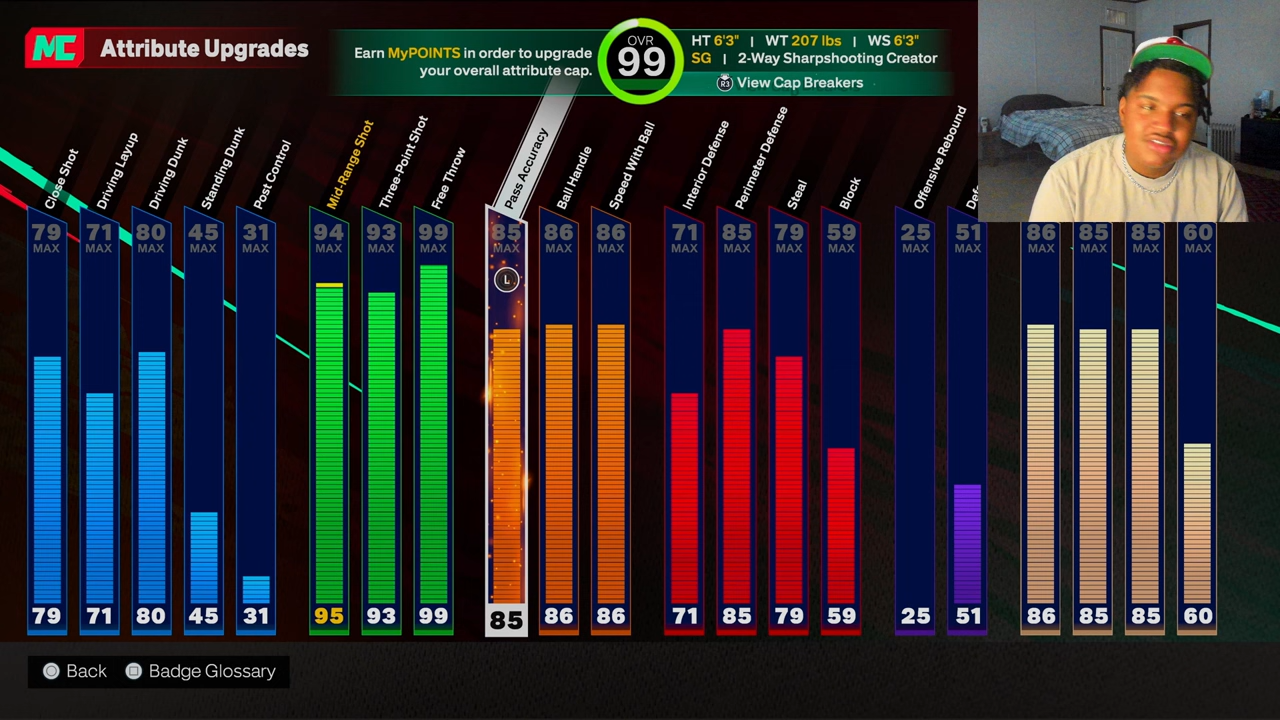 MC Attribute Upgrades
Earn MyPOINTS in order to upgrade
your overall attribute cap.
OVR
99
HT 6'3" | WT 207 lbs | WS 6'3"
SG | 2-Way Sharpshooting Creator
R3 View Cap Breakers
Close Shot
Driving Layup
Driving Dunk
Standing Dunk
Post Control
Mid-Range Shot
Three-Point Shot
Free Throw
Pass Accuracy
Ball Handle
Speed With Ball
Interior Defense
Perimeter Defense
Steal
Block
Offensive Rebound
79 71 80 45 31 94 93 99 85 86 86 71 85 79 59 25 51 86 85 85 60
MAX MAX MAX MAX MAX MAX MAX MAX MAX MAX MAX MAX MAX MAX MAX MAX MAX MAX MAX MAX MAX
L
79 71 80 45 31 95 93 99 85 86 86 71 85 79 59 25 51 86 85 85 60
Back Badge Glossary